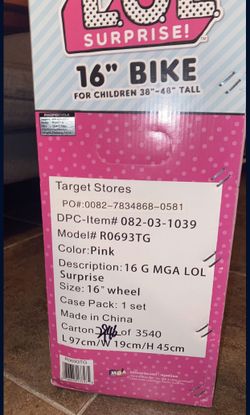 L.O.L.
SURPRISE!
16" BIKE
FOR CHILDREN 38"-48" TALL
Target Stores
PO#:0082-7834868-0581
DPC-Item# 082-03-1039
Model# R0693TG
Color:Pink
Description: 16 G MGA LOL
Surprise
Size: 16" wheel
Case Pack: 1 set
Made in China
Carton of 3540
L 97cm/W 19cm/H 45cm
R0693TG
MGA